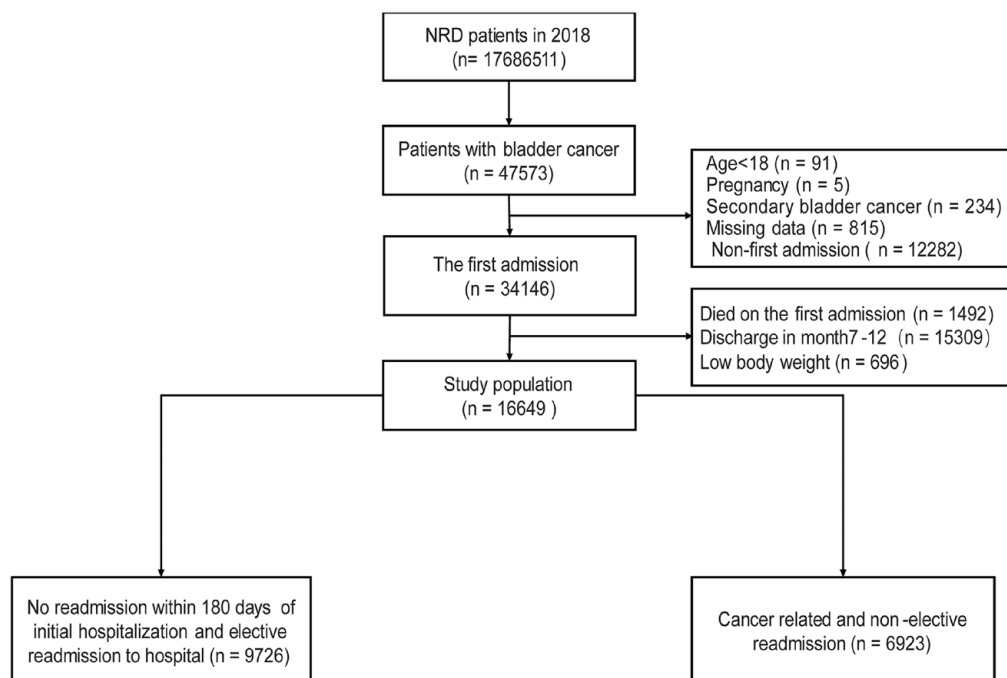 NRD patients in 2018
(n= 17686511)
Patients with bladder cancer
(n = 47573)
Age<18 (n = 91)
Pregnancy (n = 5)
Secondary bladder cancer (n = 234)
Missing data (n = 815)
Non-first admission ( n = 12282)
The first admission
(n = 34146)
Died on the first admission (n = 1492)
Discharge in month7 -12 (n = 15309)
Low body weight (n = 696)
Study population
(n = 16649 )
No readmission within 180 days of
initial hospitalization and elective
readmission to hospital (n = 9726)
Cancer related and non -elective
readmission (n = 6923)